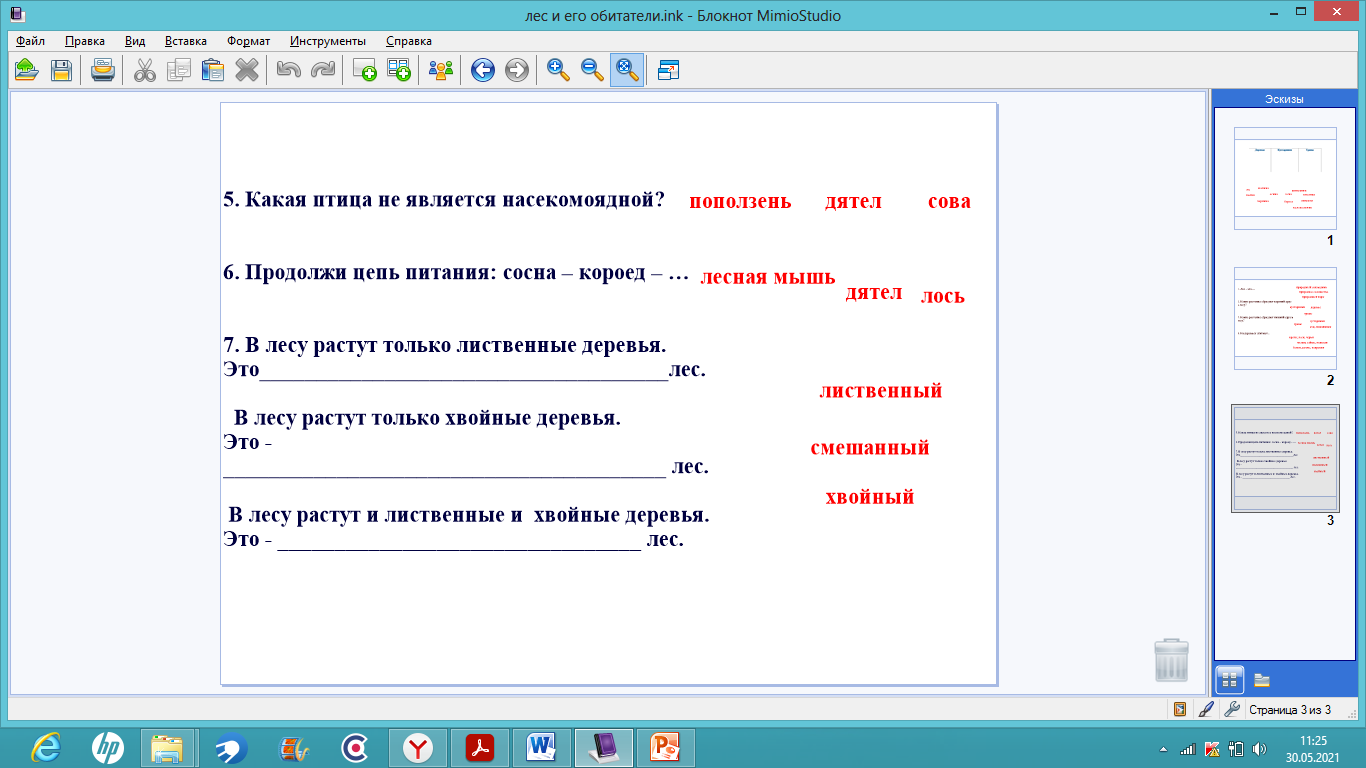 лес и его обитатели.ink - Блокнот MimioStudio
Файл Правка Вид Вставка Формат Инструменты Справка
Эскизы
5. Какая птица не является насекомоядной? поползень дятел сова
6. Продолжи цепь питания: сосна – короед – … лесная мышь дятел лось
7. В лесу растут только лиственные деревья.
Это_____________________________________лес.
лиственный
В лесу растут только хвойные деревья.
Это -
смешанный
________________________________________ лес.
хвойный
В лесу растут и лиственные и  хвойные деревья.
Это - _________________________________ лес.
1
2
3
Страница 3 из 3
11:25
30.05.2021